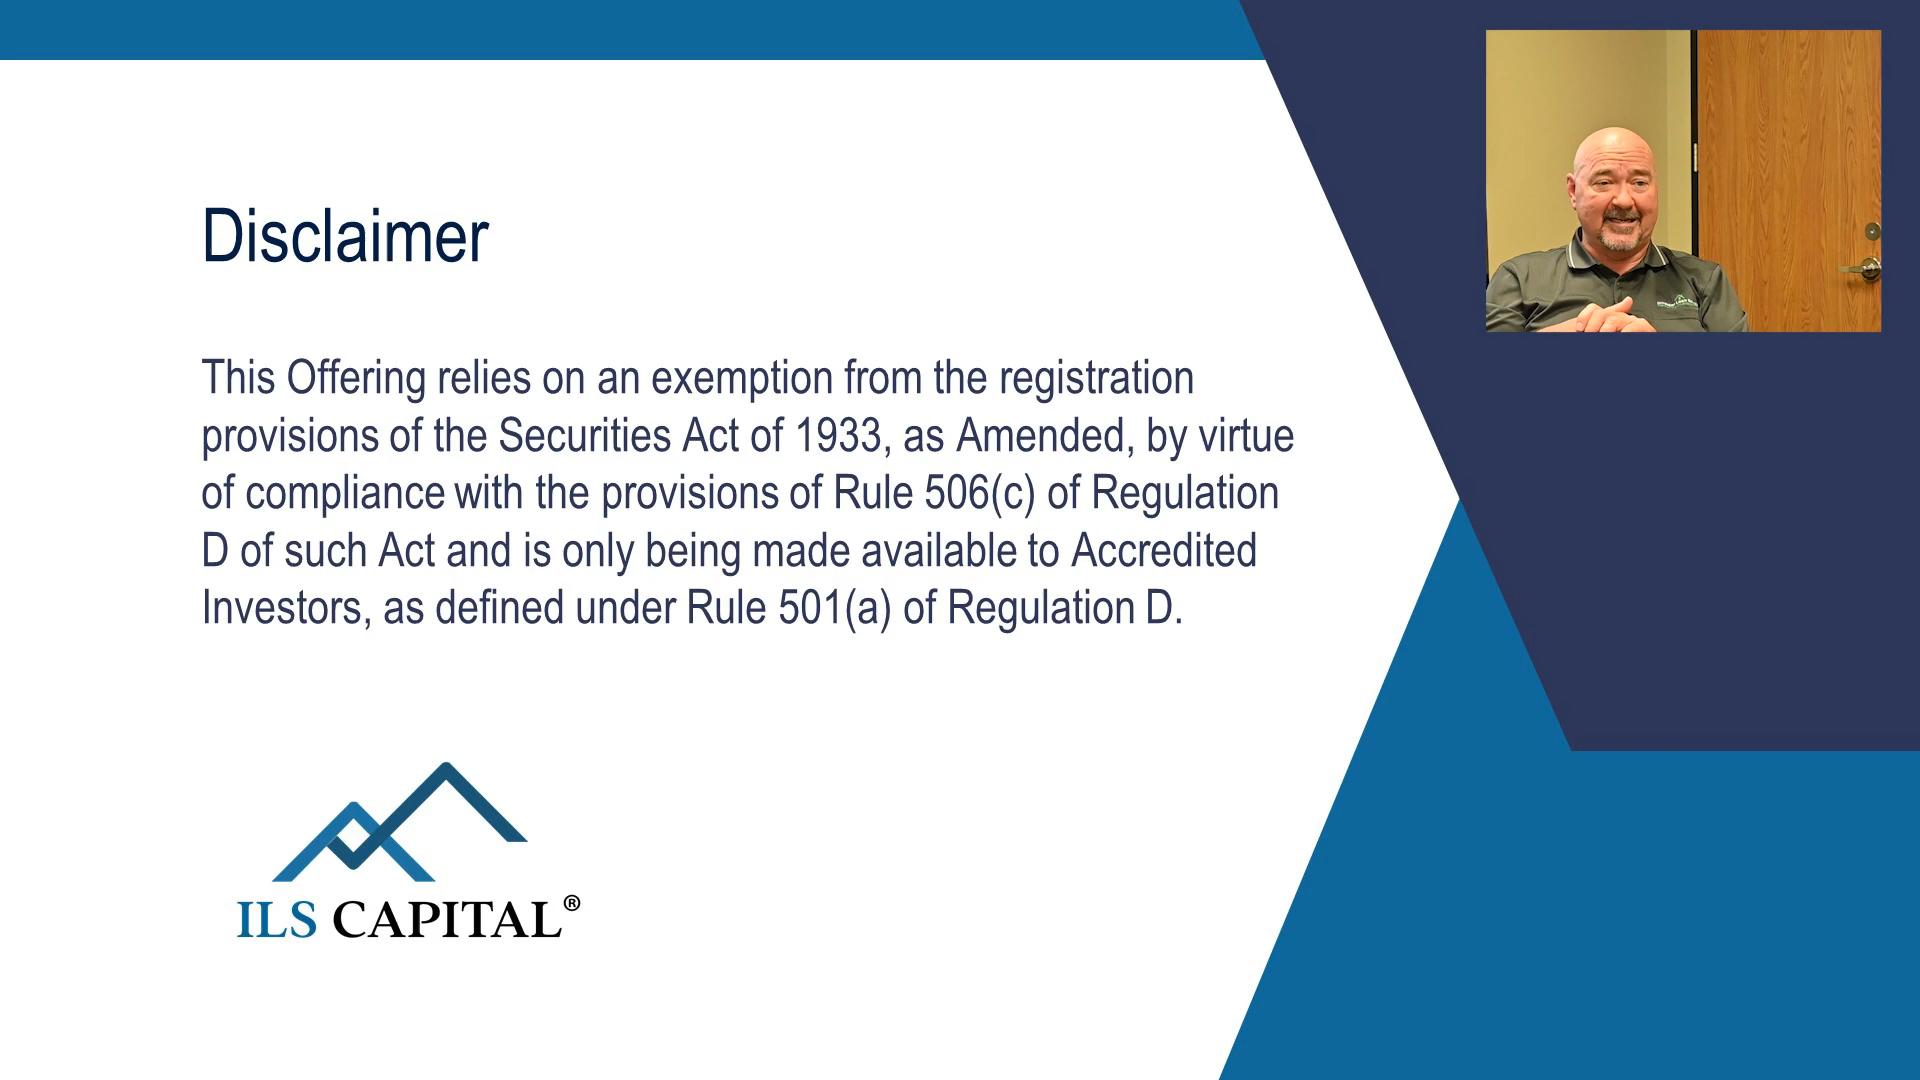 Disclaimer
This Offering relies on an exemption from the registration
provisions of the Securities Act of 1933, as Amended, by virtue
of compliance with the provisions of Rule 506(c) of Regulation
D of such Act and is only being made available to Accredited
Investors, as defined under Rule 501(a) of Regulation D.
ILS CAPITAL®